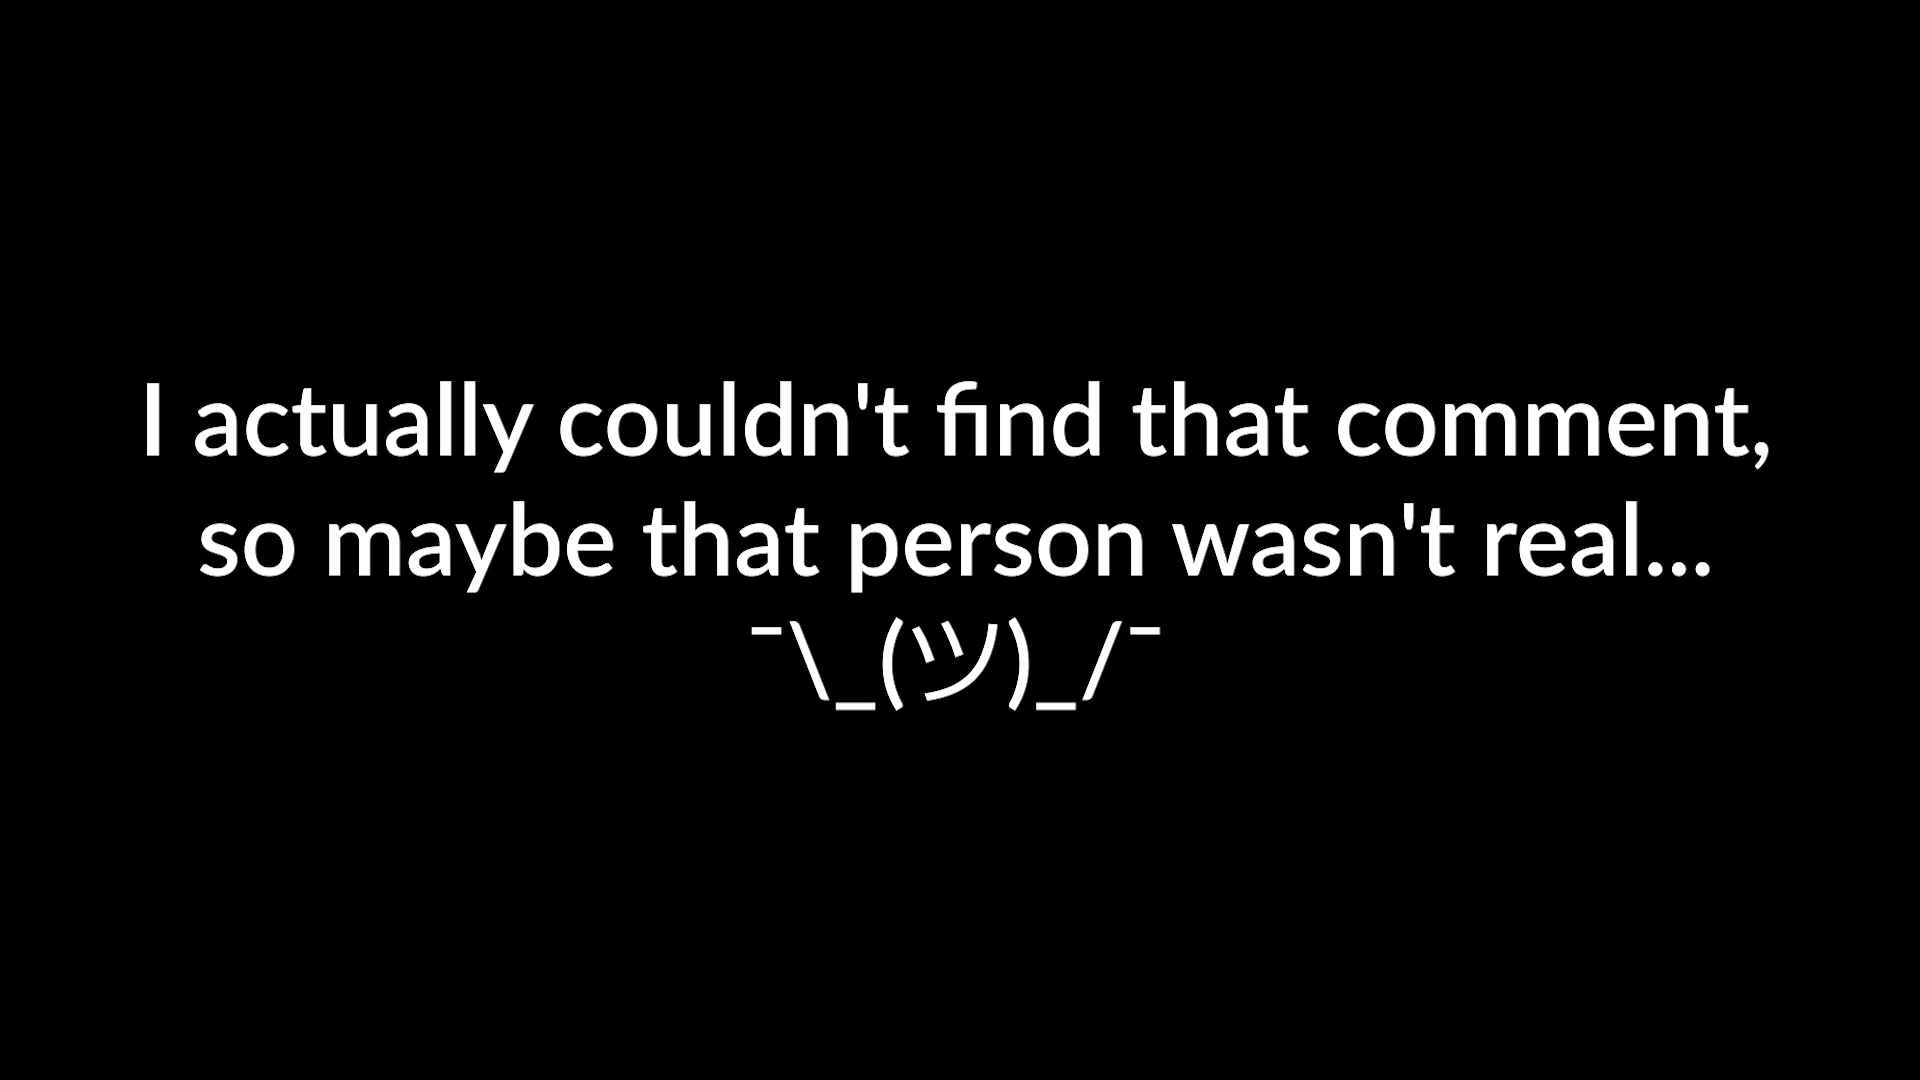 I actually couldn't find that comment,
so maybe that person wasn't real...
¯\_(ツ)_/¯